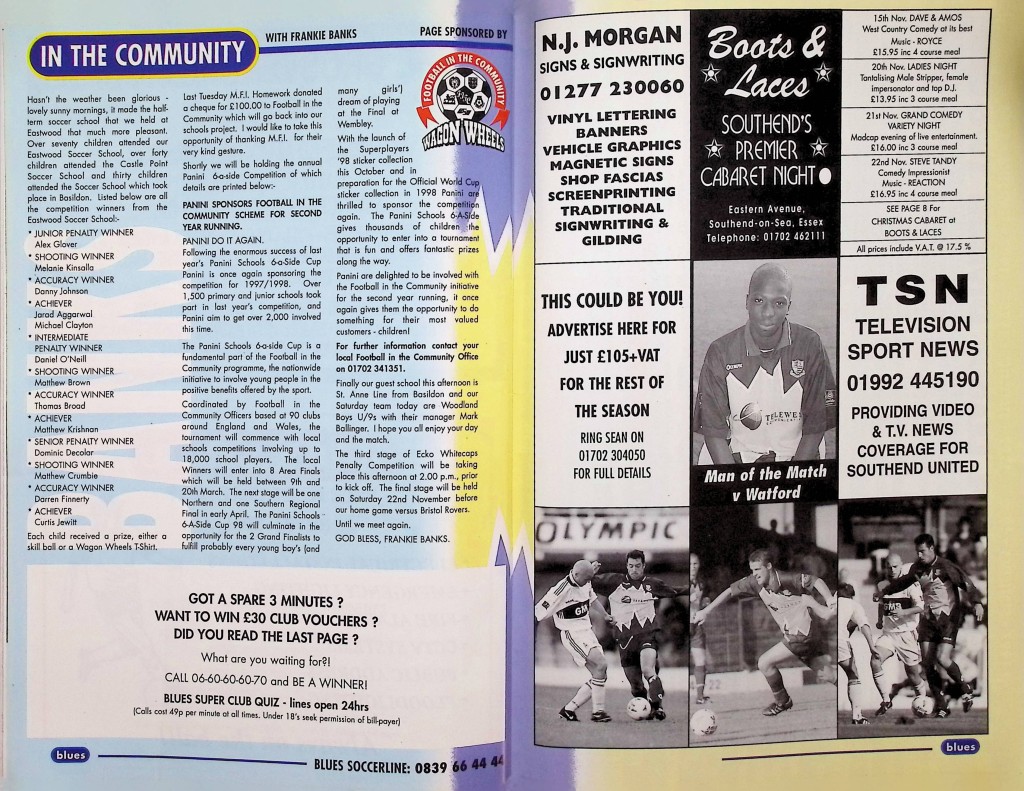 IN THE COMMUNITY
WITH FRANKIE BANKS
PAGE SPONSORED BY
FOOTBALL IN THE COMMUNITY
WAGON WHEELS
Hasn't the weather been glorious -
lovely sunny mornings, it made the half-
term soccer school that we held at
Eastwood that much more pleasant.
Over seventy children attended our
Eastwood Soccer School, over forty
children attended the Castle Point
Soccer School and thirty children
attended the Soccer School which took
place in Basildon. Listed below are all
the competition winners from the
Eastwood Soccer School:-
* JUNIOR PENALTY WINNER
Alex Glover
* SHOOTING WINNER
Melanie Kinsalla
* ACCURACY WINNER
Danny Johnson
* ACHIEVER
Jarad Aggarwal
Michael Clayton
* INTERMEDIATE
PENALTY WINNER
Daniel O'Neill
* SHOOTING WINNER
Matthew Brown
* ACCURACY WINNER
Thomas Broad
* ACHIEVER
Matthew Krishnan
* SENIOR PENALTY WINNER
Dominic Decolar
* SHOOTING WINNER
Matthew Crumbie
* ACCURACY WINNER
Darren Finnerty
* ACHIEVER
Curtis Jewitt
Each child received a prize, either a
skill ball or a Wagon Wheels T-Shirt.
BANKS
Last Tuesday M.F.I. Homework donated
a cheque for £100.00 to Football in the
Community which will go back into our
schools project. I would like to take this
opportunity of thanking M.F.I. for their
very kind gesture.
Shortly we will be holding the annual
Panini 6-a-side Competition of which
details are printed below:-
PANINI SPONSORS FOOTBALL IN THE
COMMUNITY SCHEME FOR SECOND
YEAR RUNNING.
PANINI DO IT AGAIN.
Following the enormous success of last
year's Panini Schools 6-a-Side Cup
Panini is once again sponsoring the
competition for 1997/1998. Over
1,500 primary and junior schools took
part in last year's competition, and
Panini aim to get over 2,000 involved
this time.
The Panini Schools 6-a-side Cup is a
fundamental part of the Football in the
Community programme, the nationwide
initiative to involve young people in the
positive benefits offered by the sport.
Coordinated by Football in the
Community Officers based at 90 clubs
around England and Wales, the
tournament will commence with local
schools competitions involving up to
18,000 school players. The local
Winners will enter into 8 Area Finals
which will be held between 9th and
20th March. The next stage will be one
Northern and one Southern Regional
Final in early April. The Panini Schools
6-A-Side Cup 98 will culminate in the
opportunity for the 2 Grand Finalists to
fulfill probably every young boy's (and
many girls')
dream of playing
at the Final at
Wembley.
With the launch of
the Superplayers
'98 sticker collection
this October and in
preparation for the Official World Cup
sticker collection in 1998 Panini are
thrilled to sponsor the competition
again. The Panini Schools 6-A-Side
gives thousands of children the
opportunity to enter into a tournament
that is fun and offers fantastic prizes
along the way.
Panini are delighted to be involved with
the Football in the Community initiative
for the second year running, it once
again gives them the opportunity to do
something for their most valued
customers - children!
For further information contact your
local Football in the Community Office
on 01702 341351.
Finally our guest school this afternoon is
St. Anne Line from Basildon and our
Saturday team today are Woodland
Boys U/9s with their manager Mark
Ballinger. I hope you all enjoy your day
and the match.
The third stage of Ecko Whitecaps
Penalty Competition will be taking
place this afternoon at 2.00 p.m., prior
to kick off. The final stage will be held
on Saturday 22nd November before
our home game versus Bristol Rovers.
Until we meet again.
GOD BLESS, FRANKIE BANKS.
GOT A SPARE 3 MINUTES ?
WANT TO WIN £30 CLUB VOUCHERS ?
DID YOU READ THE LAST PAGE ?
What are you waiting for?!
CALL 06-60-60-60-70 and BE A WINNER!
BLUES SUPER CLUB QUIZ - lines open 24hrs
(Calls cost 49p per minute at all times. Under 18's seek permission of bill-payer)
blues
BLUES SOCCERLINE: 0839 66 44 44
N.J. MORGAN
SIGNS & SIGNWRITING
01277 230060
VINYL LETTERING
BANNERS
VEHICLE GRAPHICS
MAGNETIC SIGNS
SHOP FASCIAS
SCREENPRINTING
TRADITIONAL
SIGNWRITING &
GILDING
Boots &
Laces
SOUTHEND'S
PREMIER
CABARET NIGHT
Eastern Avenue,
Southend-on-Sea, Essex
Telephone: 01702 462111
15th Nov. DAVE & AMOS
West Country Comedy at its best
Music - ROYCE
£15.95 inc 4 course meal
20th Nov. LADIES NIGHT
Tantalising Male Stripper, female
impersonator and top D.J.
£13.95 inc 3 course meal
21st Nov. GRAND COMEDY
VARIETY NIGHT
Madcap evening of live entertainment.
£16.00 inc 3 course meal
22nd Nov. STEVE TANDY
Comedy Impressionist
Music - REACTION
£16.95 inc 4 course meal
SEE PAGE 8 For
CHRISTMAS CABARET at
BOOTS & LACES
All prices include V.A.T. @ 17.5 %
THIS COULD BE YOU!
ADVERTISE HERE FOR
JUST £105+VAT
FOR THE REST OF
THE SEASON
RING SEAN ON
01702 304050
FOR FULL DETAILS
TELEWEST
Man of the Match
v Watford
TSN
TELEVISION
SPORT NEWS
01992 445190
PROVIDING VIDEO
& T.V. NEWS
COVERAGE FOR
SOUTHEND UNITED
OLYMPIC
GMB
GMB
22
blues